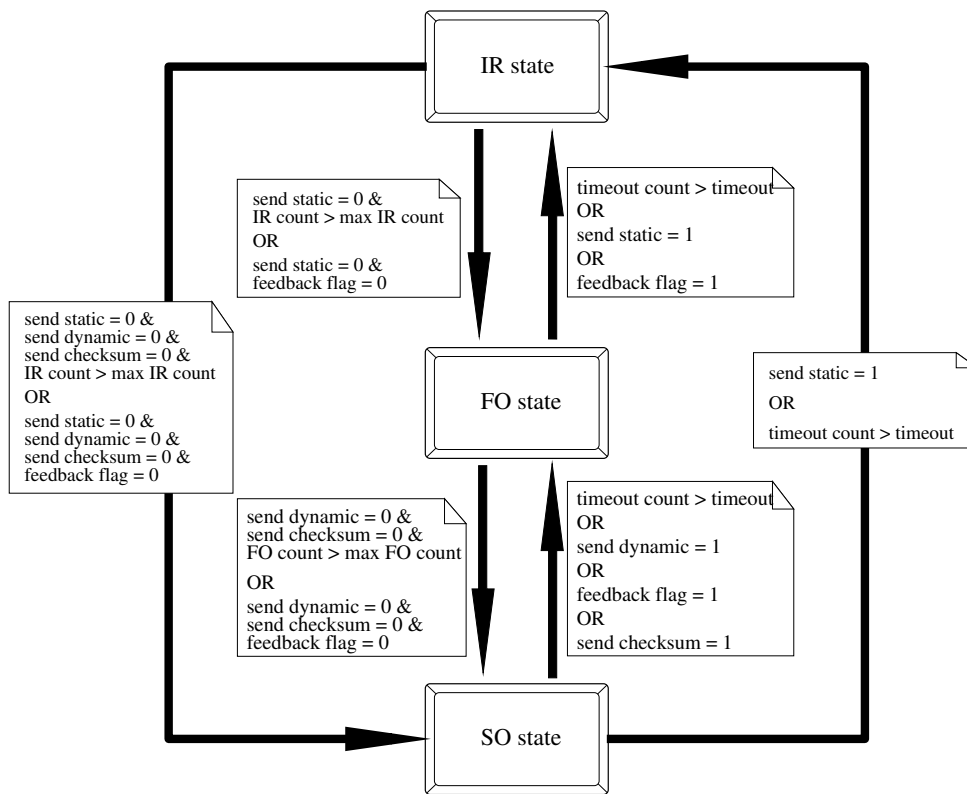 IR state
send static = 0 &
IR count > max IR count
OR
send static = 0 &
feedback flag = 0
timeout count > timeout
OR
send static = 1
OR
feedback flag = 1
send static = 0 &
send dynamic = 0 &
send checksum = 0 &
IR count > max IR count
OR
send static = 0 &
send dynamic = 0 &
send checksum = 0 &
feedback flag = 0
FO state
send static = 1
OR
timeout count > timeout
send dynamic = 0 &
send checksum = 0 &
FO count > max FO count
OR
send dynamic = 0 &
send checksum = 0 &
feedback flag = 0
timeout count > timeout
OR
send dynamic = 1
OR
feedback flag = 1
OR
send checksum = 1
SO state